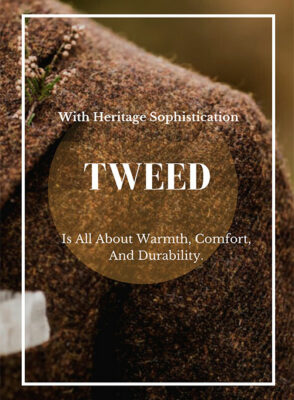 With Heritage Sophistication
TWEED
Is All About Warmth, Comfort,
And Durability.